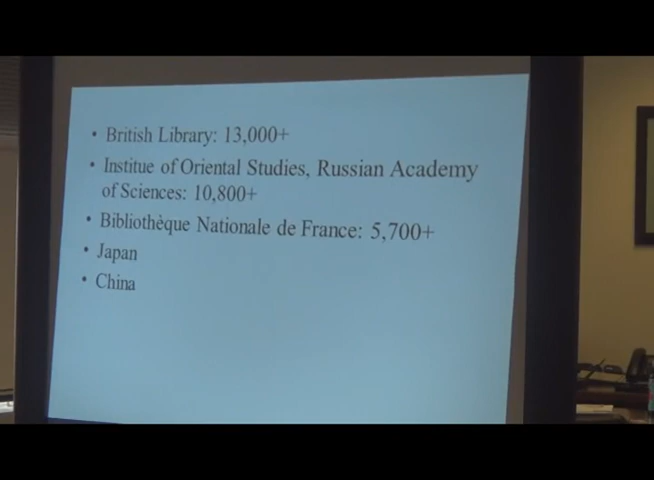 • British Library: 13,000+
• Institue of Oriental Studies, Russian Academy
of Sciences: 10,800+
• Bibliothèque Nationale de France: 5,700+
• Japan
• China